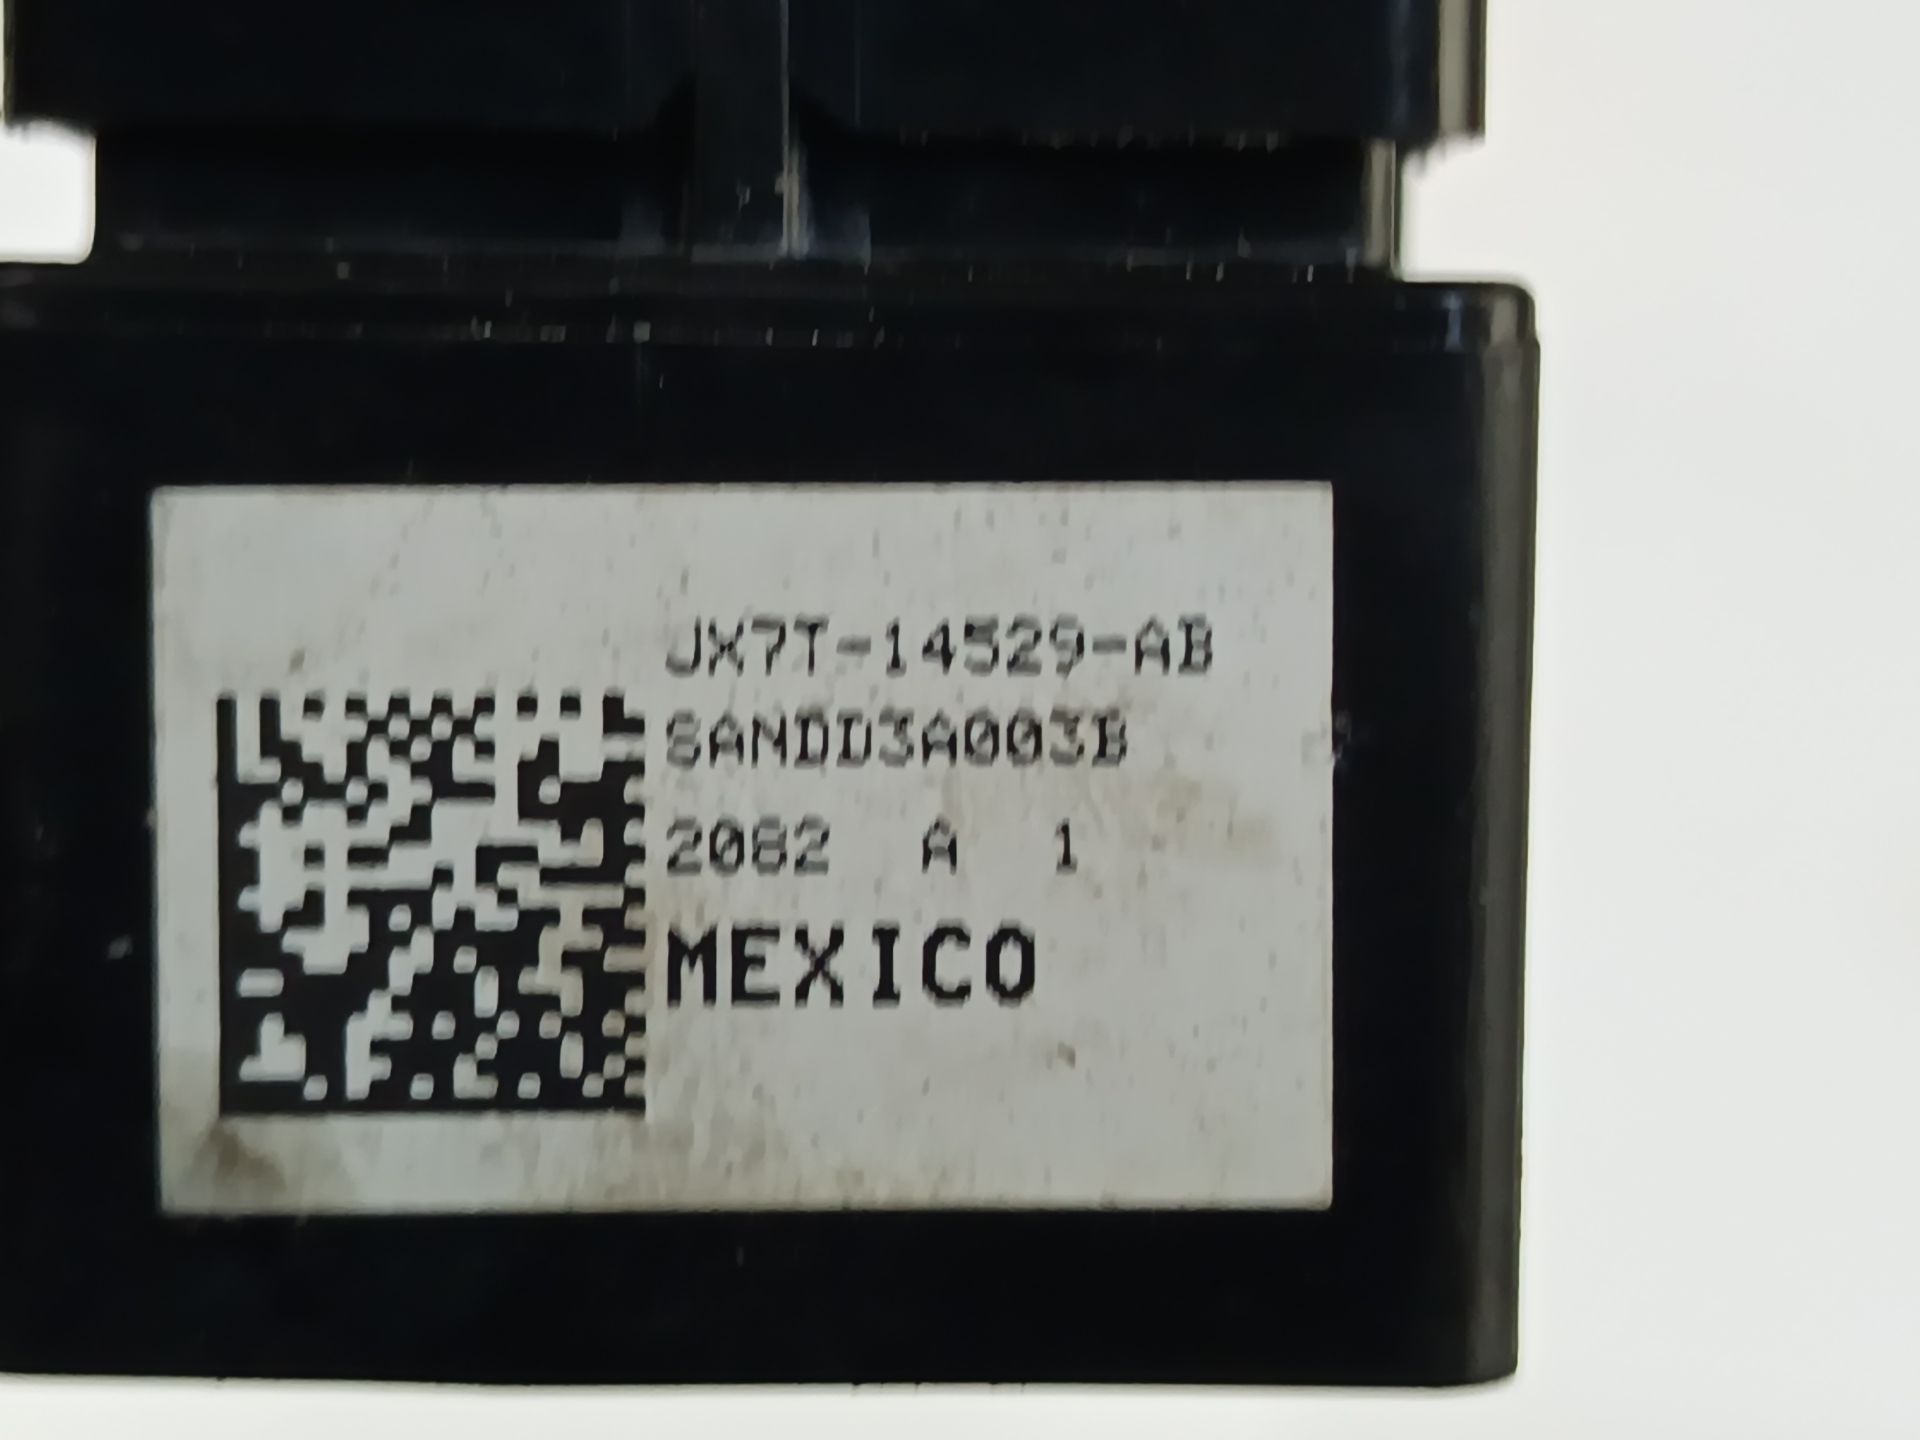 JX7T-14529-AB
SANDD3A003B
2082 A 1
MEXICO